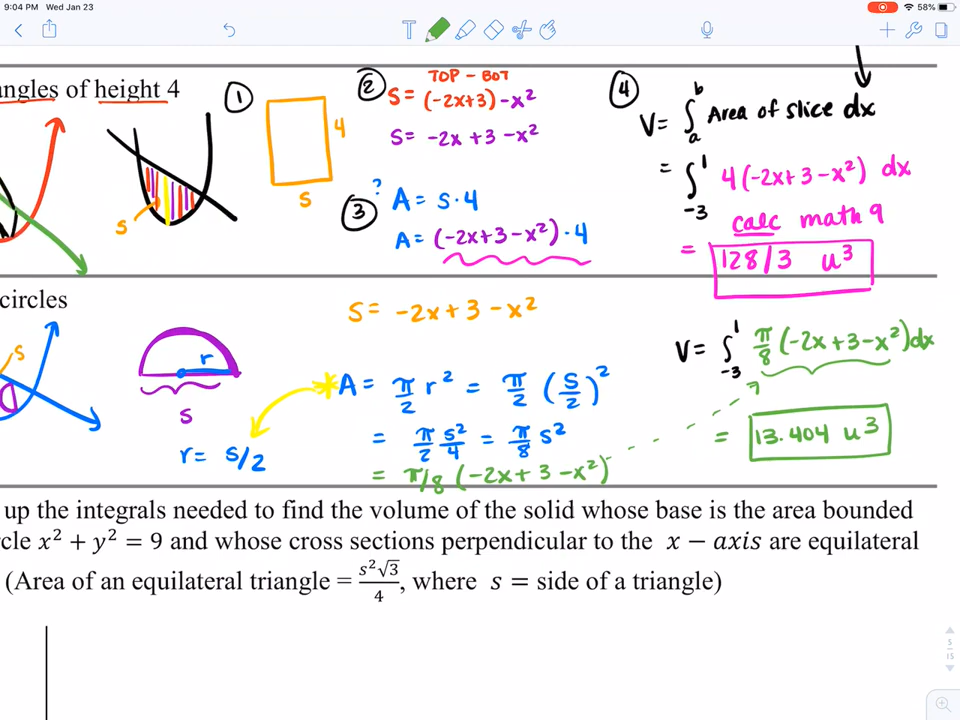 9:04 PM Wed Jan 23
58%
T
angles of height 4
1
4
s
s
2
TOP - BOT
S = (-2x+3) - x²
S = -2x + 3 - x²
?
3
A = S · 4
A = (-2x+3-x²) · 4
4
V = ∫ₐᵇ Area of slice dx
= ∫₋₃¹ 4(-2x+3-x²) dx
calc math 9
= 128/3 u³
circles
s
r
s
r = s/2
S = -2x + 3 - x²
*A = π/2 r² = π/2 (s/2)²
= π/2 s²/4 = π/8 s²
= π/8 (-2x+3-x²)
V = ∫₋₃¹ π/8 (-2x+3-x²)dx
= 13.404 u³
up the integrals needed to find the volume of the solid whose base is the area bounded
cle x² + y² = 9 and whose cross sections perpendicular to the x − axis are equilateral
(Area of an equilateral triangle = s²√3/4, where s = side of a triangle)
5
15